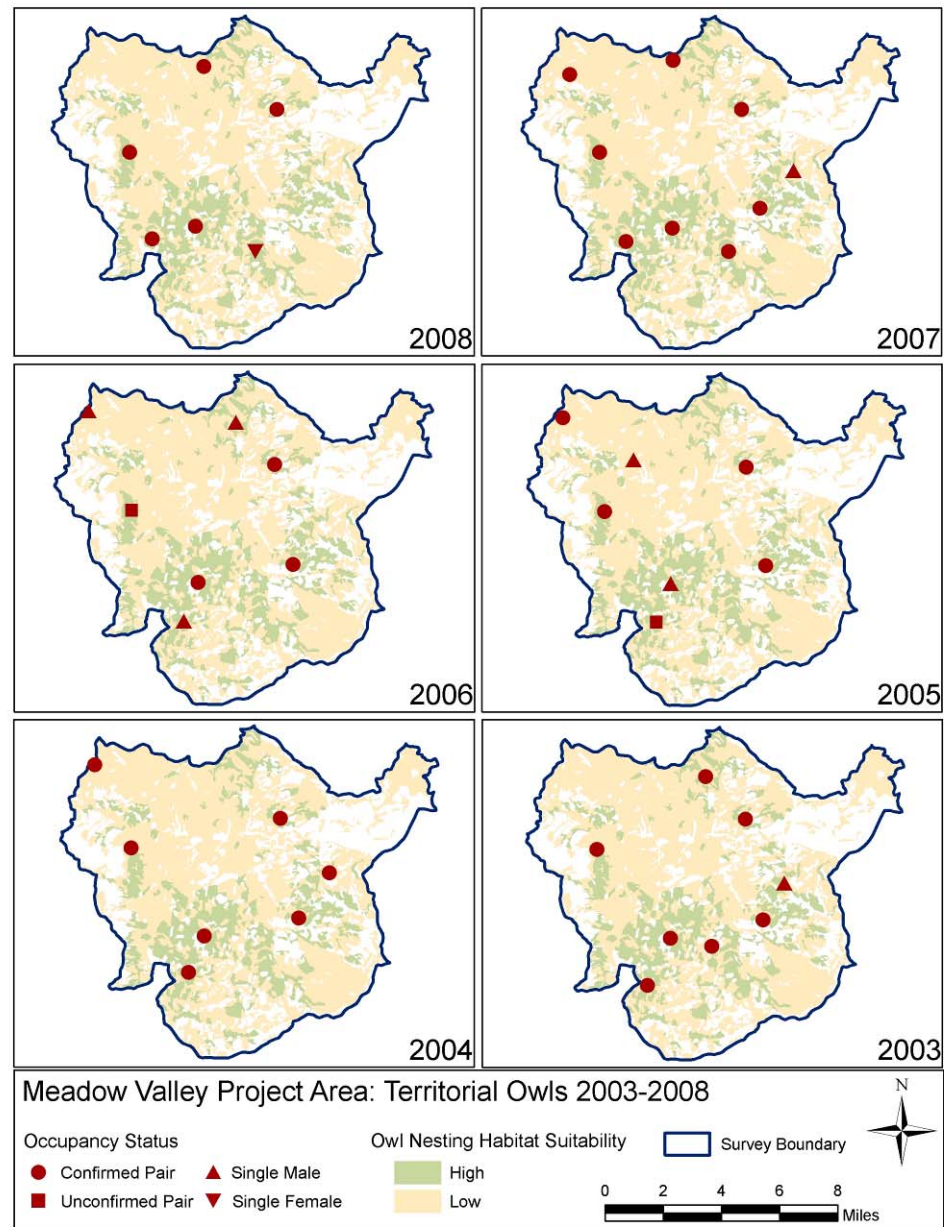 2008
2007
2006
2005
2004
2003
Meadow Valley Project Area: Territorial Owls 2003-2008
N
Occupancy Status
Confirmed Pair
Single Male
Unconfirmed Pair
Single Female
Owl Nesting Habitat Suitability
High
Low
Survey Boundary
0 2 4 6 8
Miles